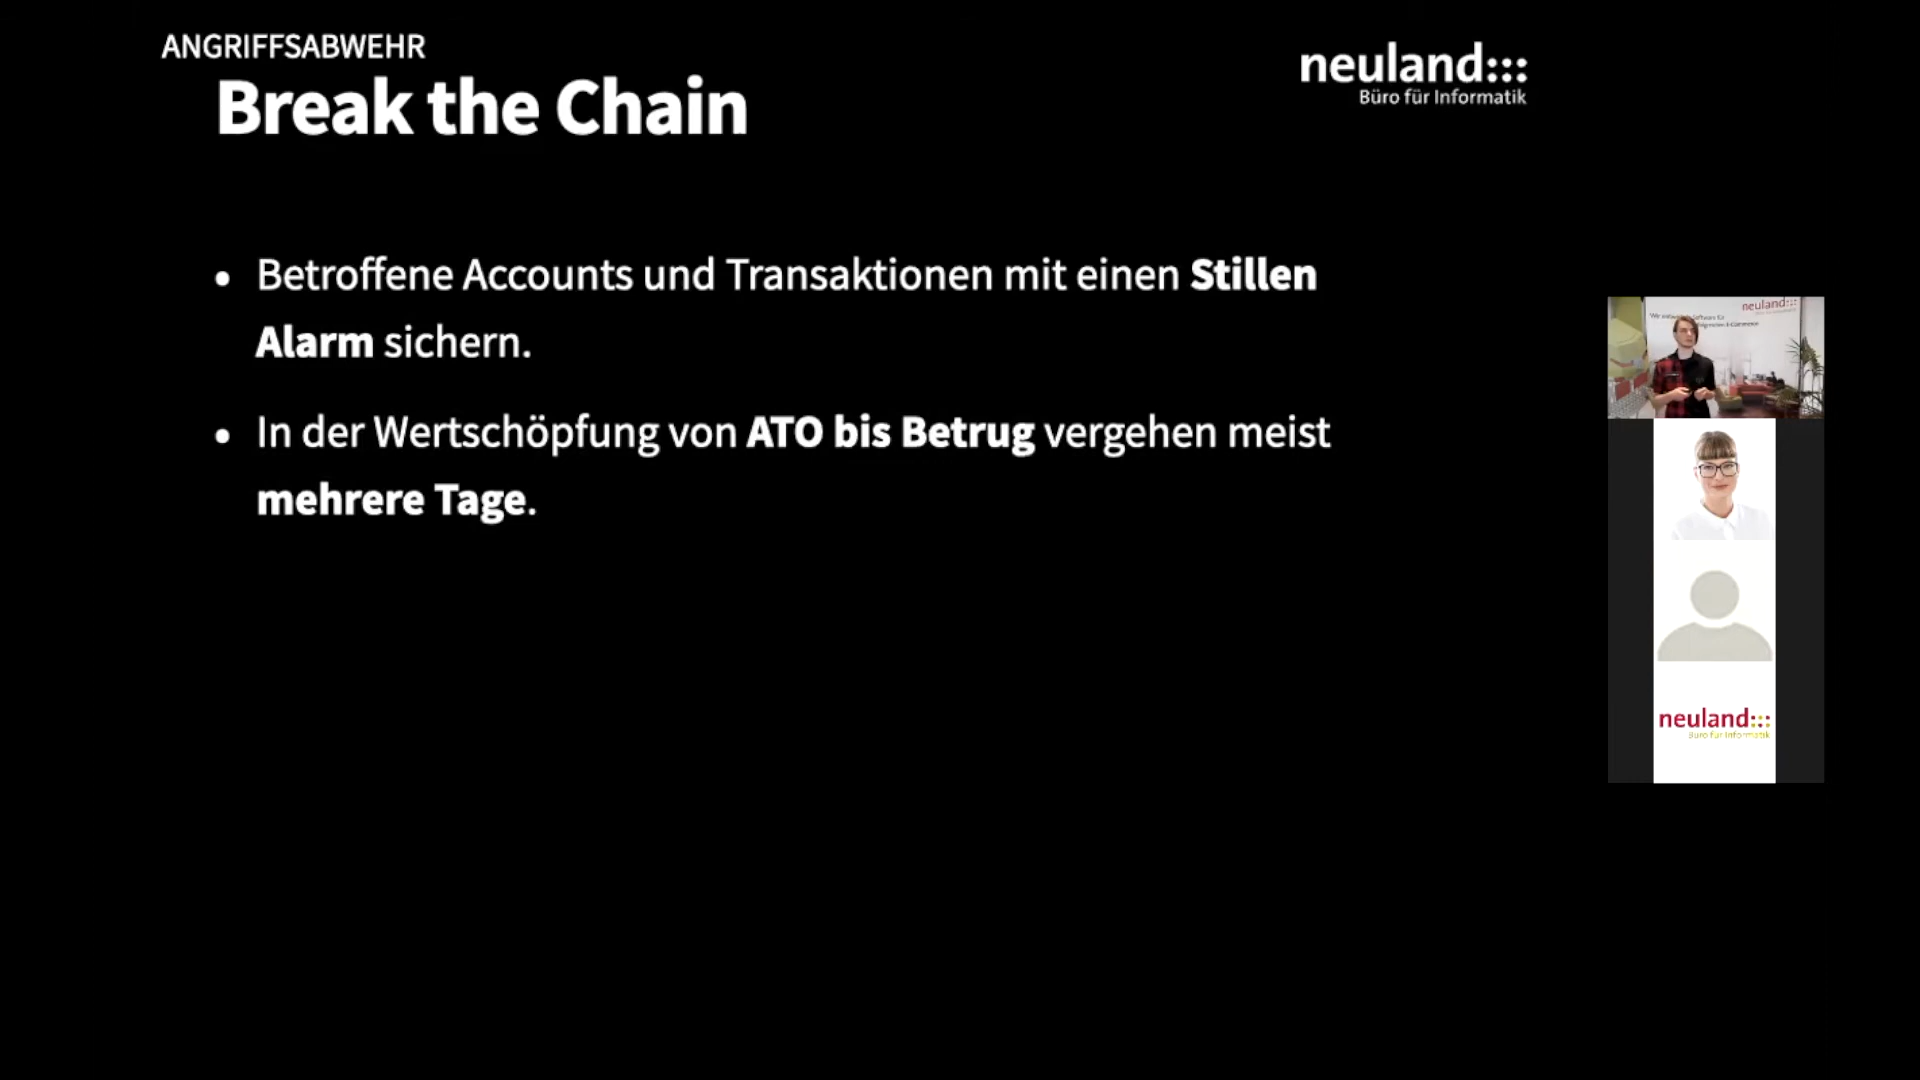 ANGRIFFSABWEHR
Break the Chain
neuland:::
Büro für Informatik
• Betroffene Accounts und Transaktionen mit einen Stillen
Alarm sichern.
• In der Wertschöpfung von ATO bis Betrug vergehen meist
mehrere Tage.
neuland:::
neuland:::
Büro für Informatik